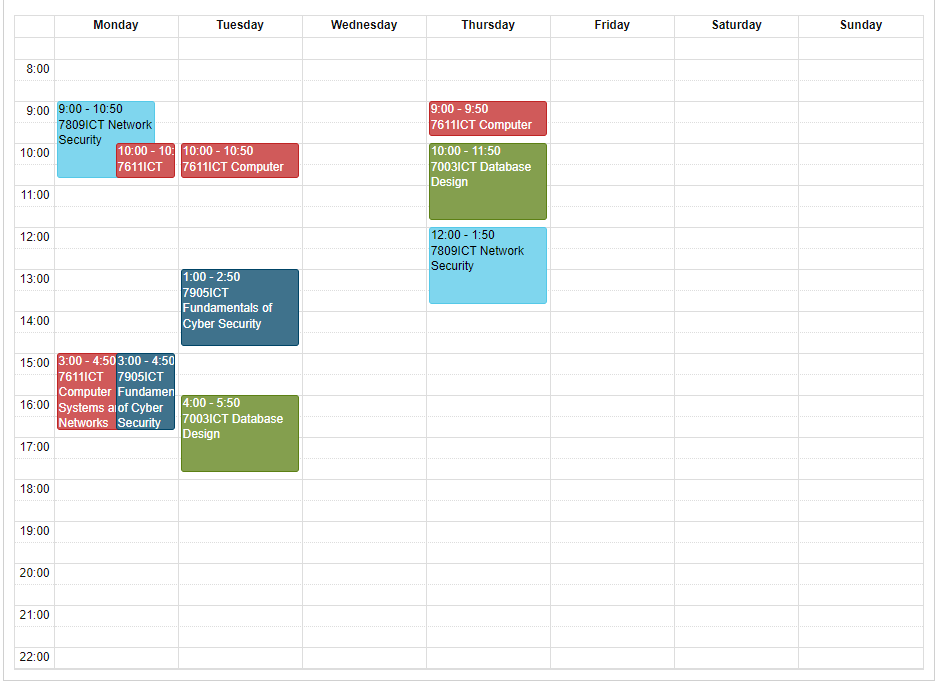 Monday Tuesday Wednesday Thursday Friday Saturday Sunday
8:00
9:00
10:00
11:00
12:00
13:00
14:00
15:00
16:00
17:00
18:00
19:00
20:00
21:00
22:00
9:00 - 10:50
7809ICT Network
Security
10:00 - 10:
7611ICT
3:00 - 4:50
7611ICT
Computer
Systems a
Networks
3:00 - 4:50
7905ICT
Fundamen
of Cyber
Security
10:00 - 10:50
7611ICT Computer
1:00 - 2:50
7905ICT
Fundamentals of
Cyber Security
4:00 - 5:50
7003ICT Database
Design
9:00 - 9:50
7611ICT Computer
10:00 - 11:50
7003ICT Database
Design
12:00 - 1:50
7809ICT Network
Security